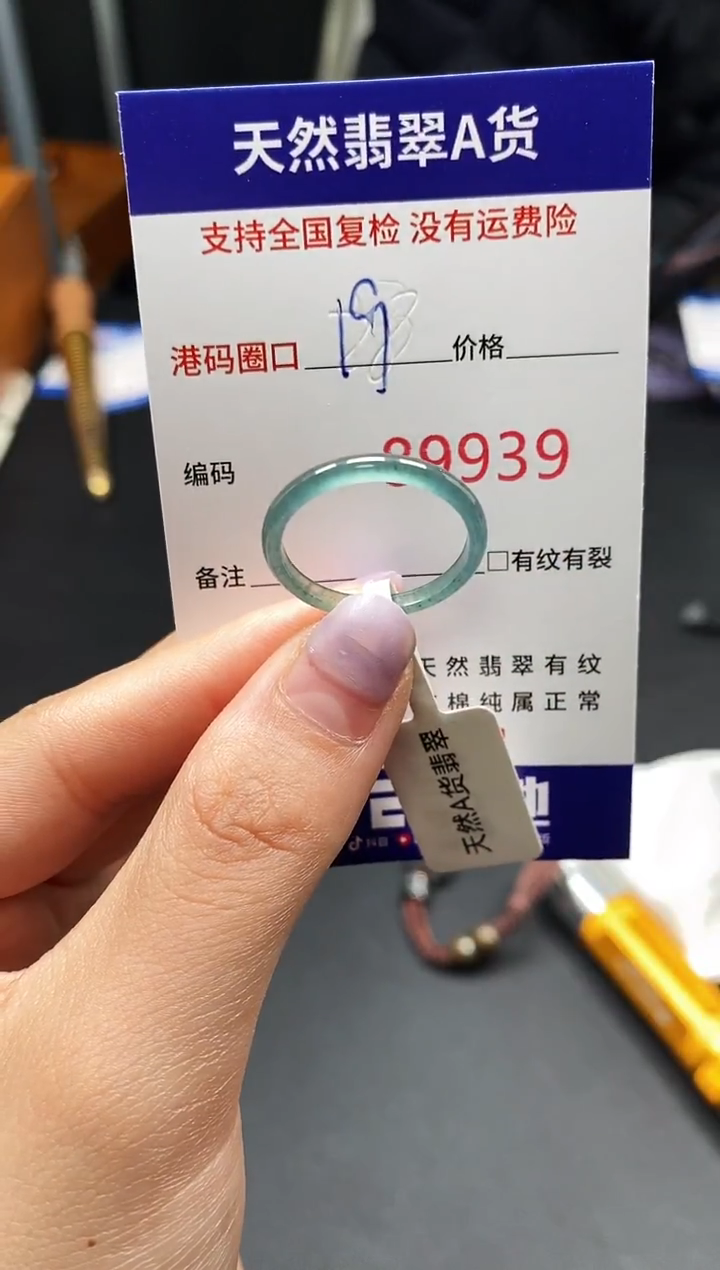 天然翡翠A货
支持全国复检 没有运费险
港码圈口 19 价格
编码 89939
备注 □有纹有裂
天然翡翠有纹
棉纯属正常
天然A货翡翠
抖音